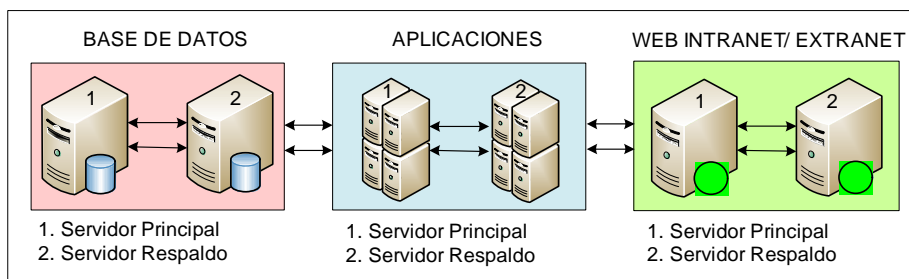 BASE DE DATOS
APLICACIONES
WEB INTRANET/ EXTRANET
1
2
1
2
1
2
1. Servidor Principal
2. Servidor Respaldo
1. Servidor Principal
2. Servidor Respaldo
1. Servidor Principal
2. Servidor Respaldo